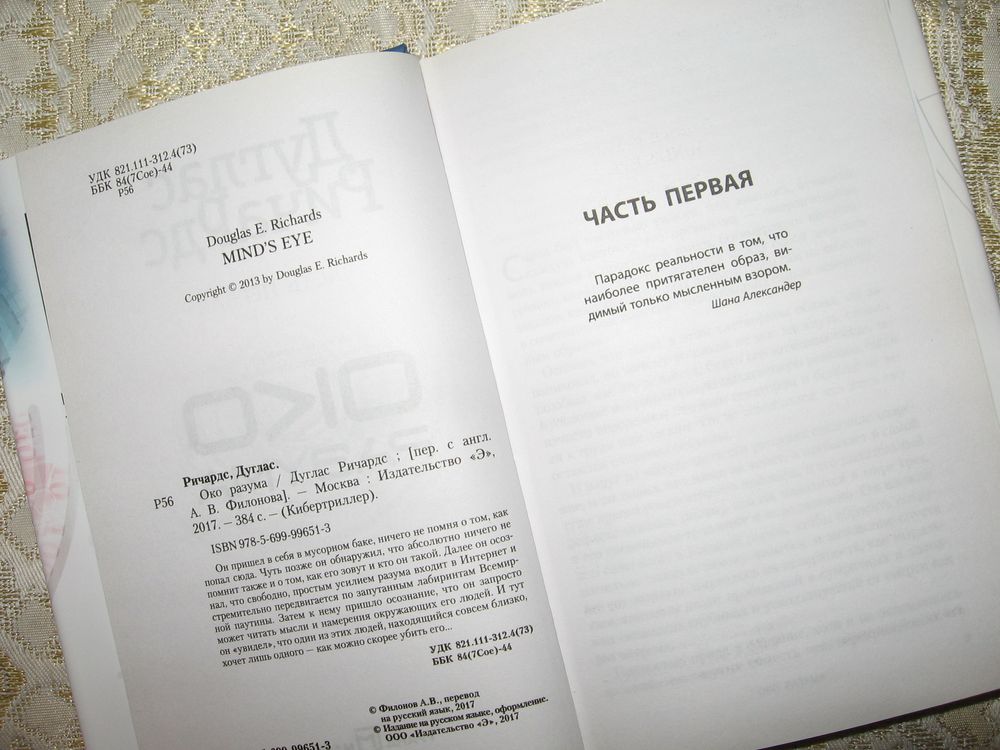 УДК 821.111-312.4(73)
ББК 84(7Сое)-44
Р56
Douglas E. Richards
MIND'S EYE
Copyright © 2013 by Douglas E. Richards
Ричардс, Дуглас.
Р56 Око разума / Дуглас Ричардс ; [пер. с англ.
А. В. Филонова]. — Москва : Издательство «Э»,
2017. — 384 с. — (Кибертриллер).
ISBN 978-5-699-99651-3
Он пришел в себя в мусорном баке, ничего не помня о том, как
попал сюда. Чуть позже он обнаружил, что абсолютно ничего не
помнит также и о том, как его зовут и кто он такой. Далее он осоз-
нал, что свободно, простым усилием разума входит в Интернет и
стремительно передвигается по запутанным лабиринтам Всемир-
ной паутины. Затем к нему пришло осознание, что он запросто
может читать мысли и намерения окружающих его людей. И тут
он «увидел», что один из этих людей, находящийся совсем близко,
хочет лишь одного — как можно скорее убить его...
УДК 821.111-312.4(73)
ББК 84(7Сое)-44
© Филонов А.В., перевод
на русский язык, 2017
© Издание на русском языке, оформление.
ООО «Издательство «Э», 2017
699-99651-3
ЧАСТЬ ПЕРВАЯ
Парадокс реальности в том, что
наиболее притягателен образ, ви-
димый только мысленным взором.
Шана Александер